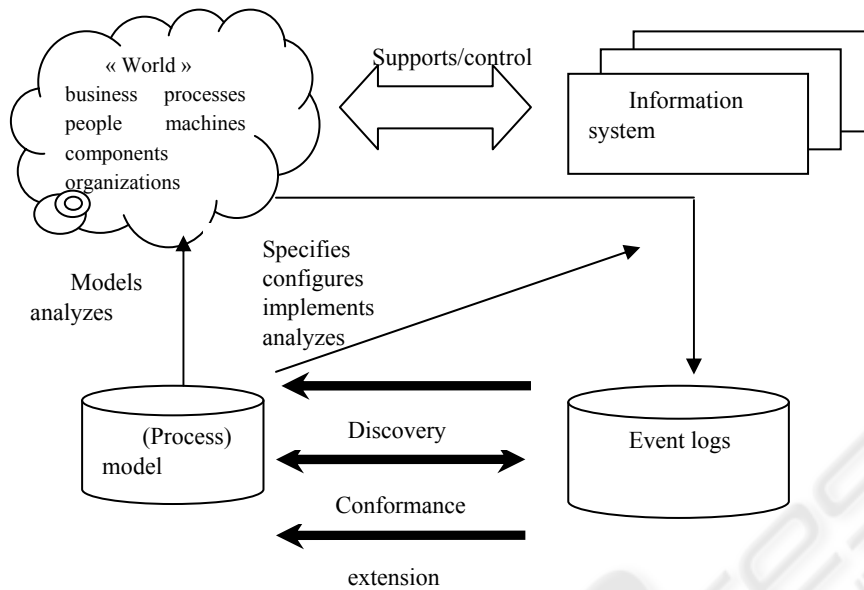 « World »
business processes
people machines
components
organizations
Supports/control
Information
system
Models
analyzes
Specifies
configures
implements
analyzes
(Process)
model
Discovery
Conformance
extension
Event logs